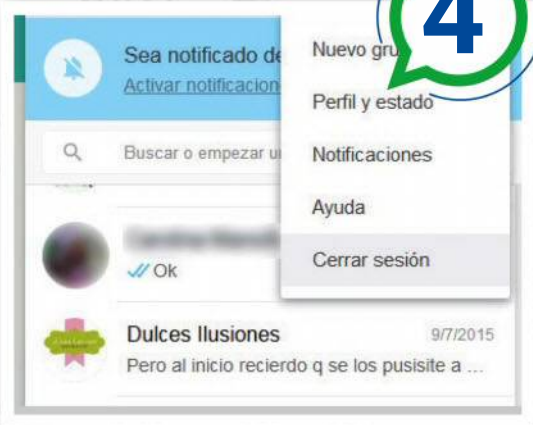 4
Sea notificado de
Activar notificacion
Buscar o empezar u
Nuevo gru
Perfil y estado
Notificaciones
Ayuda
Cerrar sesión
Ok
Dulces Ilusiones
9/7/2015
Pero al inicio recierdo q se los pusisite a ...